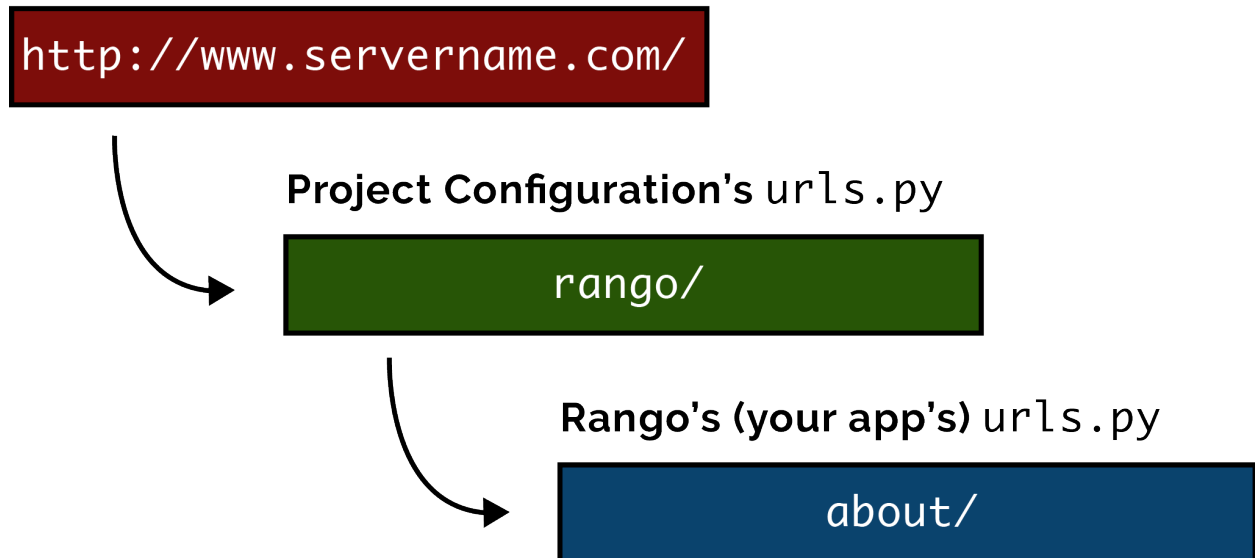 http://www.servername.com/
Project Configuration’s urls.py
rango/
Rango’s (your app’s) urls.py
about/